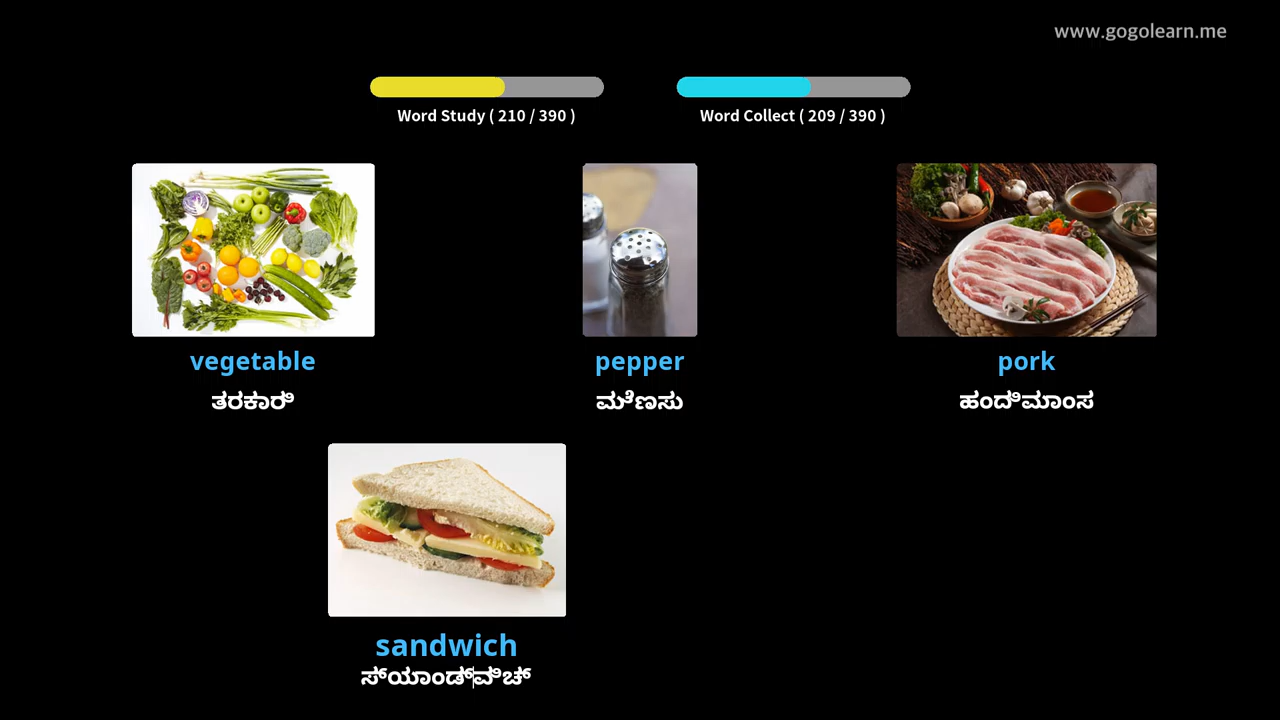 www.gogolearn.me
Word Study ( 210 / 390 )
Word Collect ( 209 / 390 )
vegetable
ತರಕಾರಿ
pepper
ಮೆಣಸು
pork
ಹಂದಿಮಾಂಸ
sandwich
ಸ್ಯಾಂಡ್‌ವಿಚ್